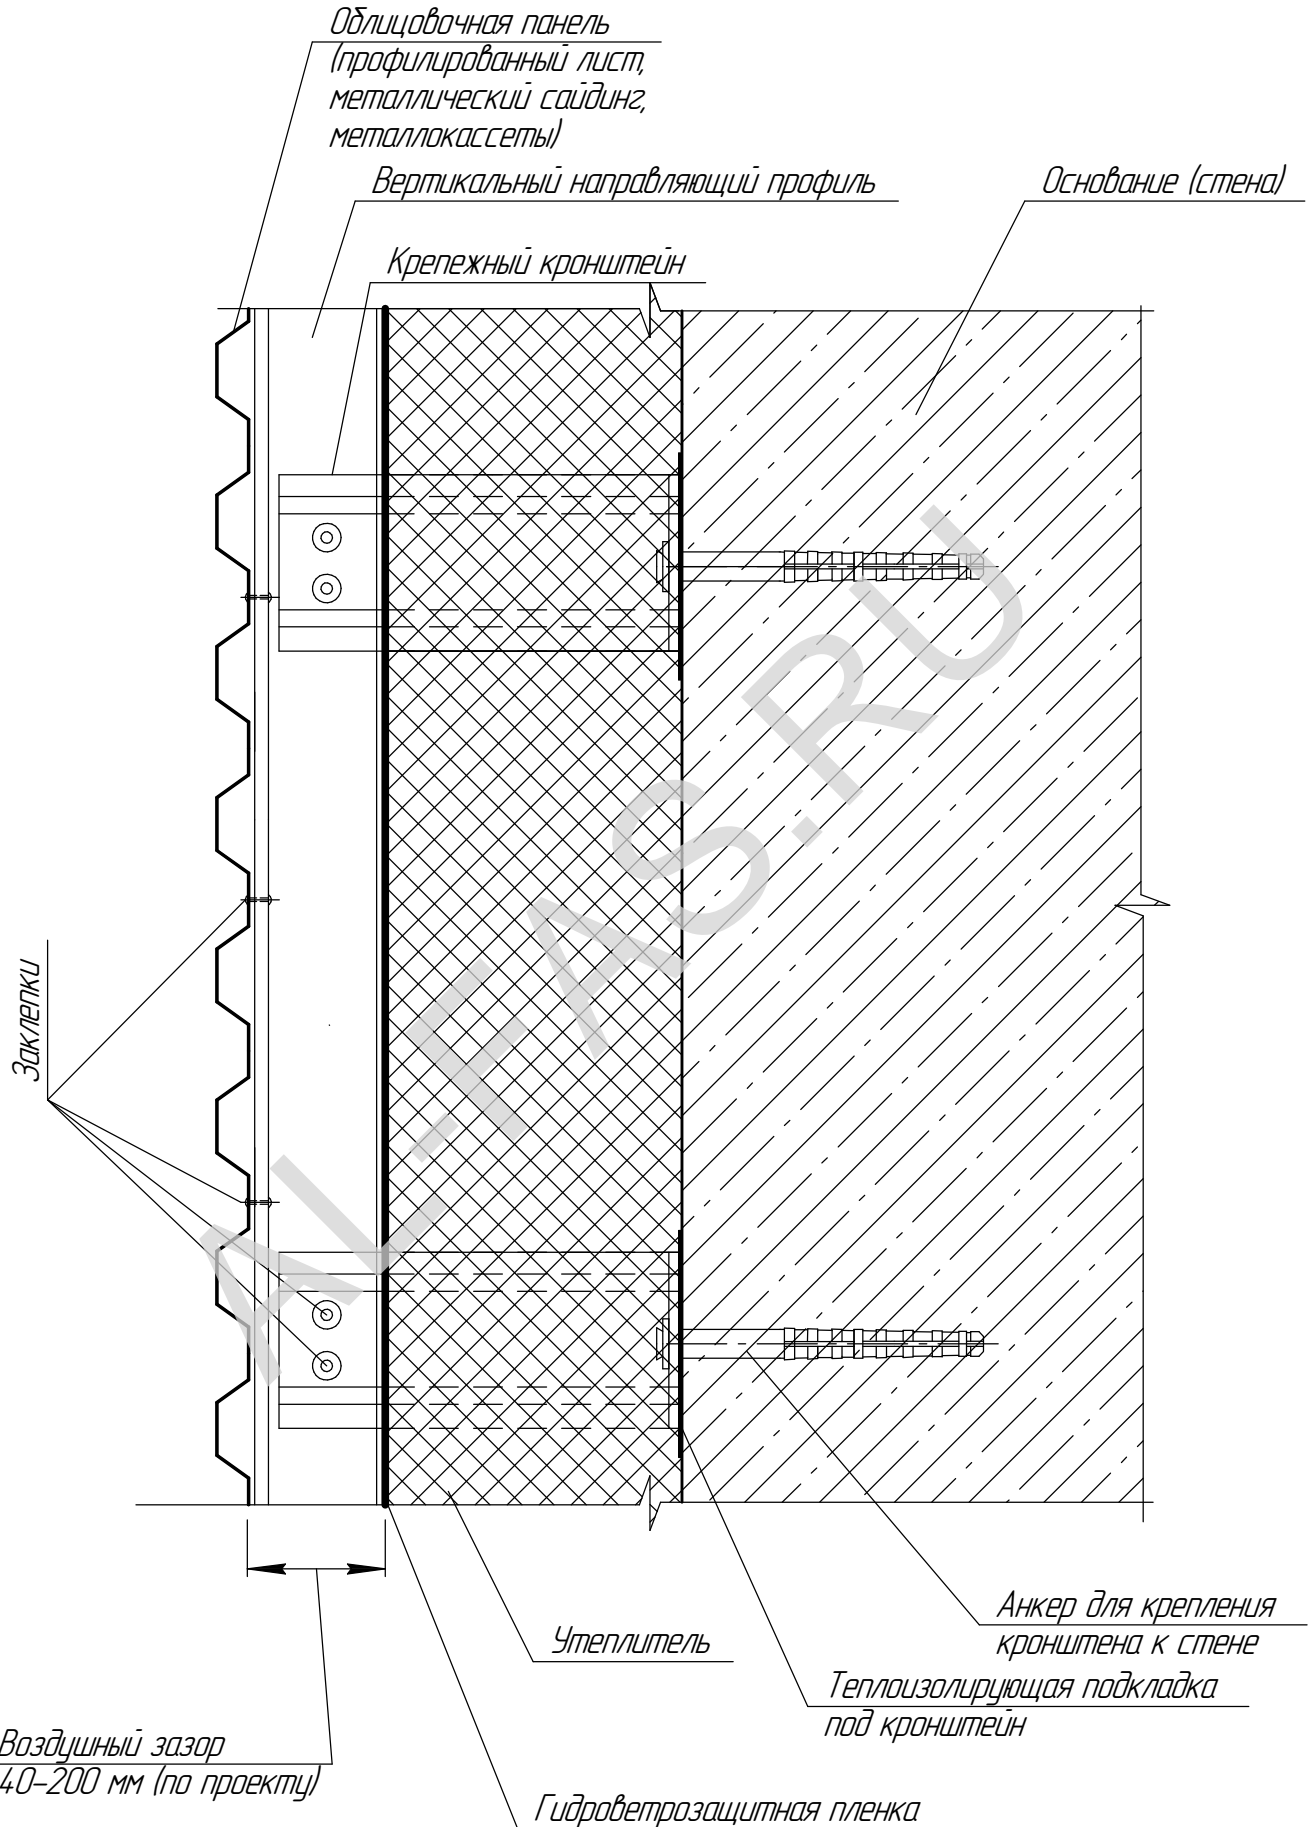 Облицовочная панель
(профилированный лист,
металлический сайдинг,
металлокассеты)
Вертикальный направляющий профиль
Основание (стена)
Крепежный кронштейн
AL-FAS.RU
Заклепки
Анкер для крепления
кронштена к стене
Утеплитель
Теплоизолирующая подкладка
под кронштейн
Воздушный зазор
40-200 мм (по проекту)
Гидроветрозащитная пленка